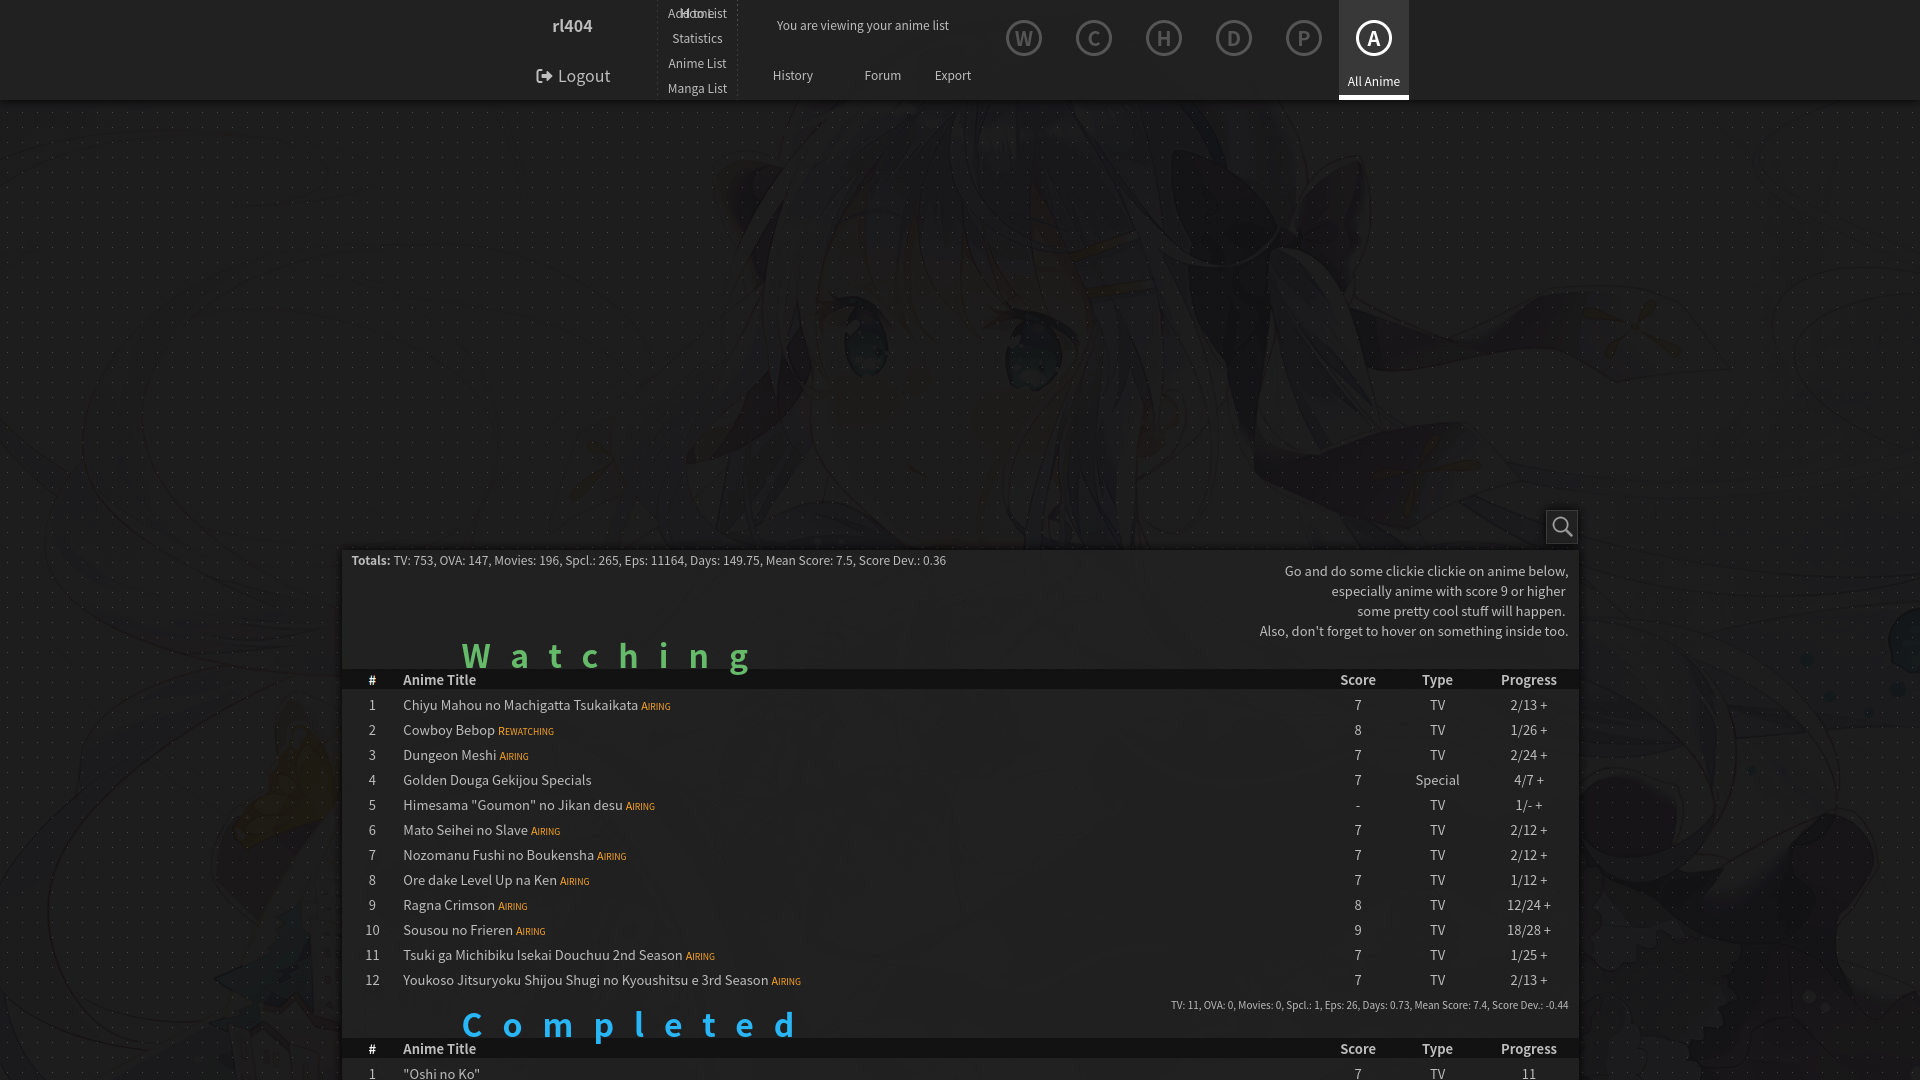 rl404
Logout
Add to List
Home
Statistics
Anime List
Manga List
You are viewing your anime list
History
Forum
Export
W
C
H
D
P
A
All Anime
Totals: TV: 753, OVA: 147, Movies: 196, Spcl.: 265, Eps: 11164, Days: 149.75, Mean Score: 7.5, Score Dev.: 0.36
Go and do some clickie clickie on anime below,
especially anime with score 9 or higher
some pretty cool stuff will happen.
Also, don't forget to hover on something inside too.
Watching
# Anime Title Score Type Progress
1 Chiyu Mahou no Machigatta Tsukaikata Airing 7 TV 2/13 +
2 Cowboy Bebop Rewatching 8 TV 1/26 +
3 Dungeon Meshi Airing 7 TV 2/24 +
4 Golden Douga Gekijou Specials 7 Special 4/7 +
5 Himesama "Goumon" no Jikan desu Airing - TV 1/- +
6 Mato Seihei no Slave Airing 7 TV 2/12 +
7 Nozomanu Fushi no Boukensha Airing 7 TV 2/12 +
8 Ore dake Level Up na Ken Airing 7 TV 1/12 +
9 Ragna Crimson Airing 8 TV 12/24 +
10 Sousou no Frieren Airing 9 TV 18/28 +
11 Tsuki ga Michibiku Isekai Douchuu 2nd Season Airing 7 TV 1/25 +
12 Youkoso Jitsuryoku Shijou Shugi no Kyoushitsu e 3rd Season Airing 7 TV 2/13 +
TV: 11, OVA: 0, Movies: 0, Spcl.: 1, Eps: 26, Days: 0.73, Mean Score: 7.4, Score Dev.: -0.44
Completed
# Anime Title Score Type Progress
1 "Oshi no Ko" 7 TV 11